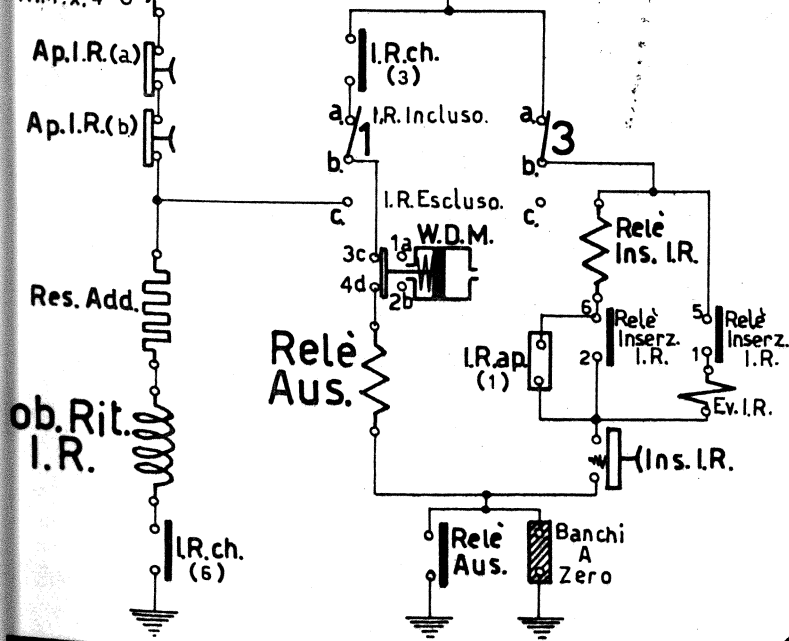 Ap.I.R.(a)
Ap.I.R.(b)
I.R.ch.
(3)
a.
1
I.R. Incluso.
b.
c.
I.R. Escluso.
a.
3
b.
c.
3c
4d
1a
2b
W.D.M.
Relè
Ins. I.R.
Res. Add.
Relè
Aus.
I.R.ap.
(1)
6
2
Relè
Inserz.
I.R.
5
1
Relè
Inserz.
I.R.
Ev. I.R.
ob.Rit.
I.R.
Ins. I.R.
I.R.ch.
(6)
Relè
Aus.
Banchi
A
Zero